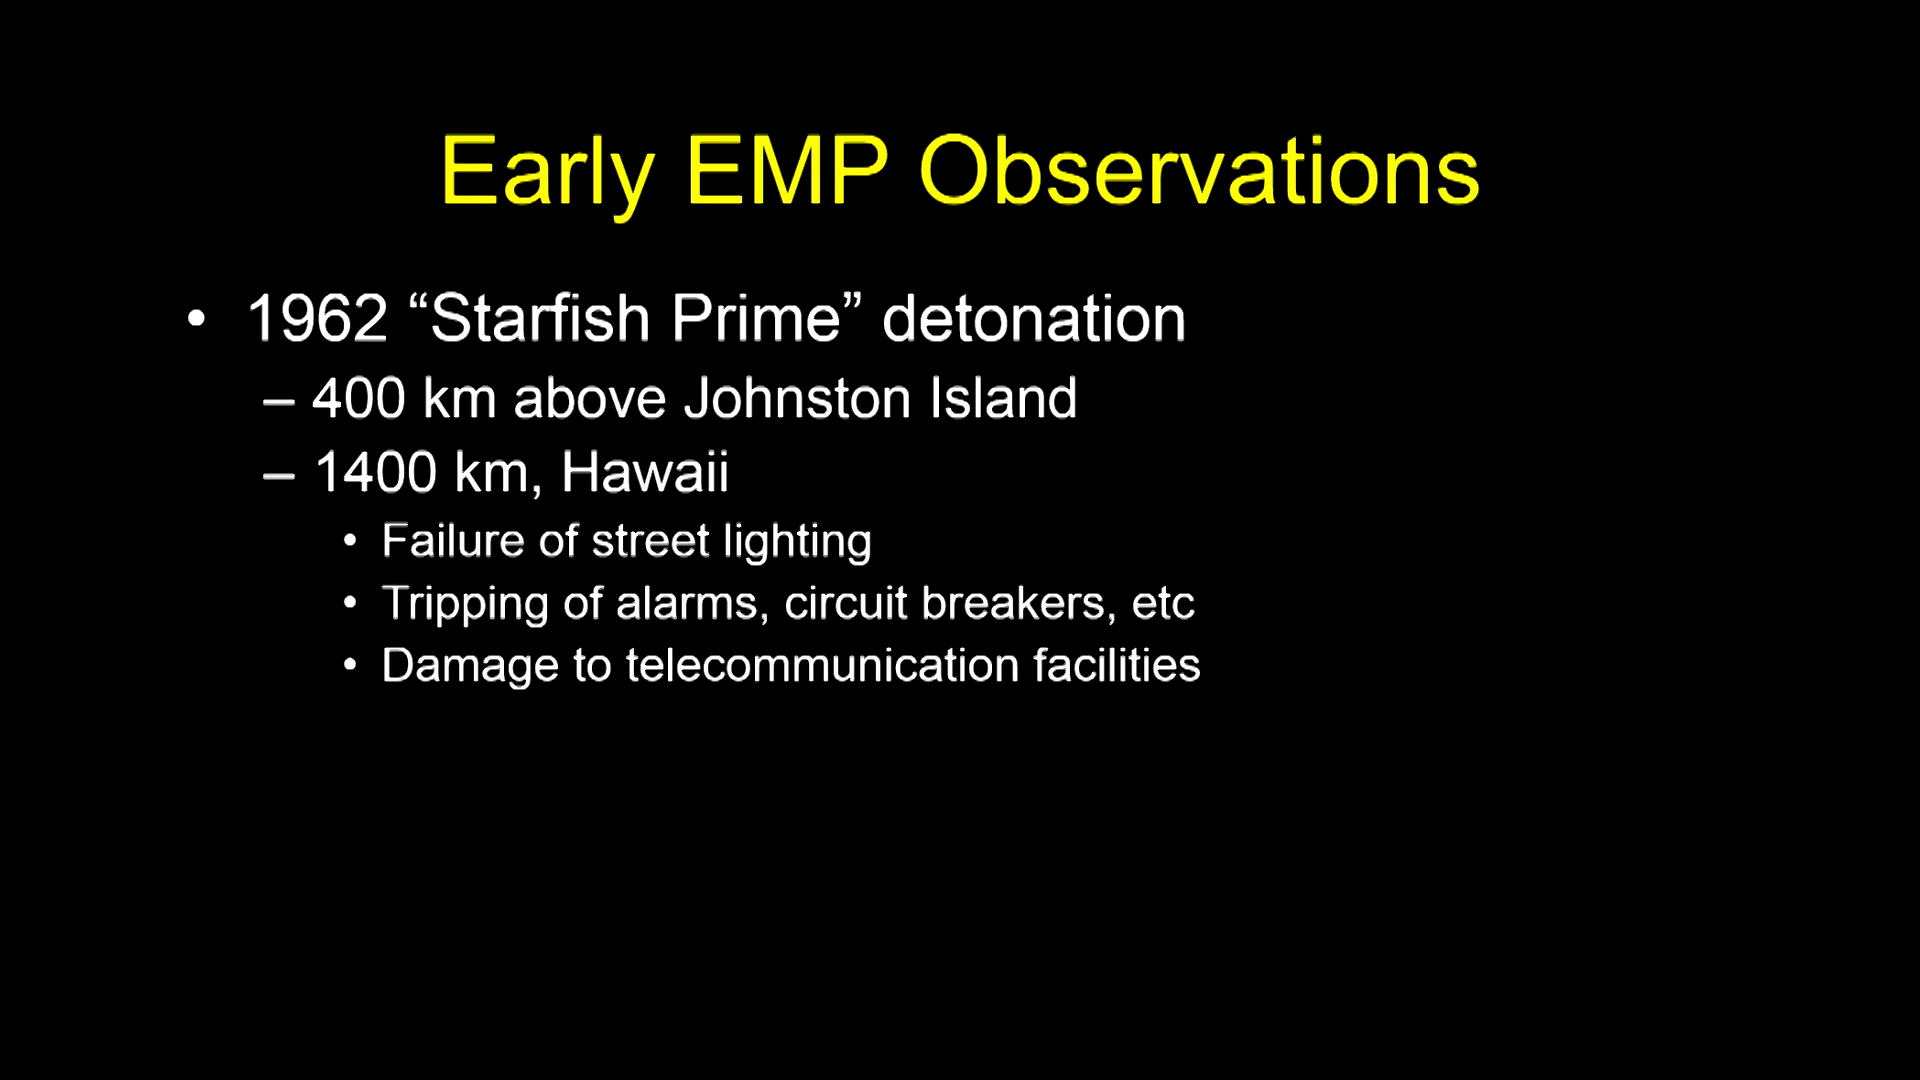 Early EMP Observations
• 1962 “Starfish Prime” detonation
– 400 km above Johnston Island
– 1400 km, Hawaii
• Failure of street lighting
• Tripping of alarms, circuit breakers, etc
• Damage to telecommunication facilities